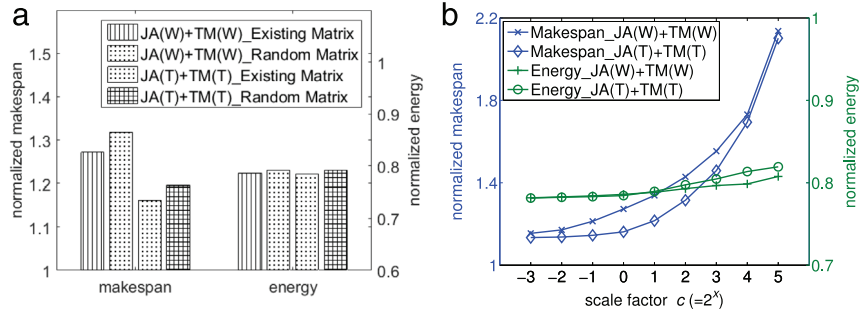 a
JA(W)+TM(W)_Existing Matrix
JA(W)+TM(W)_Random Matrix
JA(T)+TM(T)_Existing Matrix
JA(T)+TM(T)_Random Matrix
normalized makespan
1.5
1.4
1.3
1.2
1.1
1
normalized energy
1
0.9
0.8
0.7
0.6
makespan
energy
b
Makespan_JA(W)+TM(W)
Makespan_JA(T)+TM(T)
Energy_JA(W)+TM(W)
Energy_JA(T)+TM(T)
normalized makespan
2.2
1.8
1.4
1
normalized energy
1
0.9
0.8
0.7
−3 −2 −1 0 1 2 3 4 5
scale factor c (=2^x)